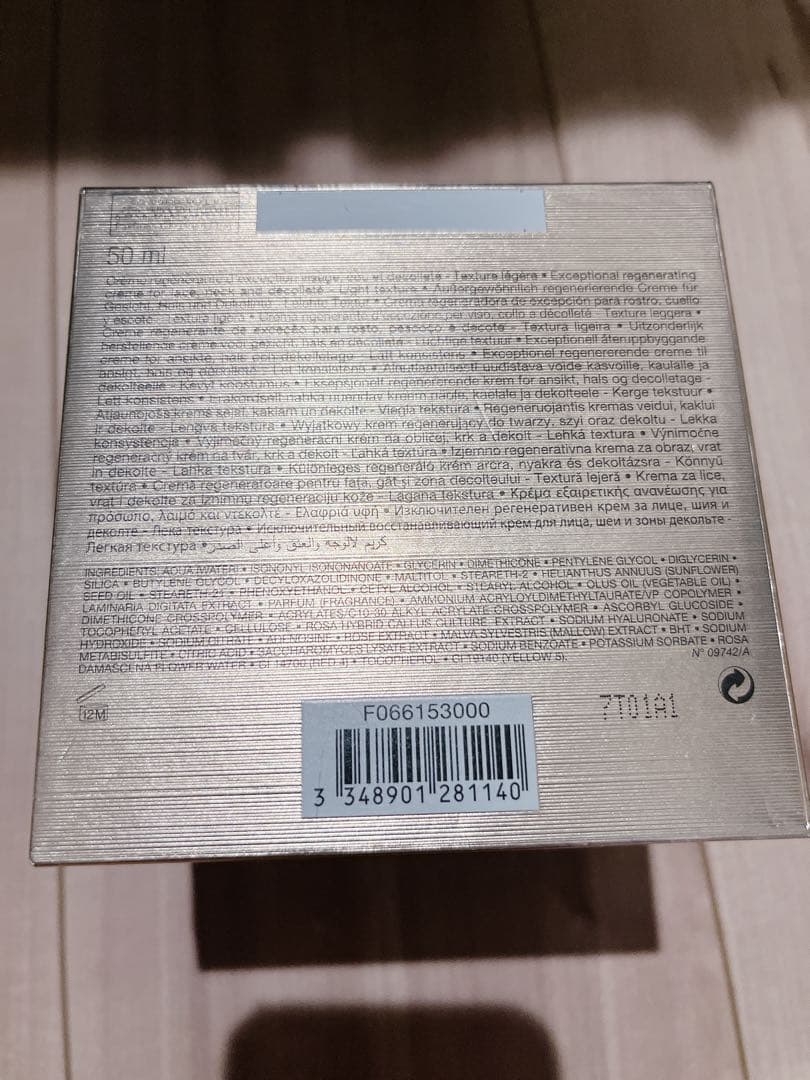 50 ml
Crème régénérante d'exception visage, cou et décolleté - Texture légère • Exceptional regenerating
creme for face, neck and décolleté - Light texture • Außergewöhnlich regenerierende Creme für
Gesicht, Hals und Dekolleté - Leichte Textur • Crema regeneradora de excepción para rostro, cuello
y escote - Textura ligera • Crema rigenerante eccezione per viso, collo a décolleté - Texture leggera •
Creme regenerante de exceção para rosto, pescoço e decote - Textura ligeira • Uitzonderlijk
herstellende crème voor gezicht, hals en decolleté - Luchtige textuur • Exceptionell återuppbyggande
creme för ansikte, hals och dekolletage - Lätt konsistens • Exceptionel regenererende creme til
ansigt, hals og décolleté - Let konsistens • Ainutlaatuisesti uudistava voide kasvoille, kaulalle ja
dekolteelle - Kevyt koostumus • Eksepsjonell regenererende krem for ansikt, hals og decolletage -
Lett konsistens • Erakordselt nahka uuendav kreem näole, kaelale ja dekolteele - Kerge tekstuur •
Atjaunojošs krēms sejai, kaklam un dekoltē - Viegla tekstūra • Regeneruojantis kremas veidui, kaklui
ir dekolte - Lengva tekstūra • Wyjątkowy krem regenerujący do twarzy, szyi oraz dekoltu - Lekka
konsystencja • Výjimečný regenerační krém na obličej, krk a dekolt - Lehká textura • Výnimočne
regeneračný krém na tvár, krk a dekolt - Ľahká textúra • Izjemno regenerativna krema za obraz, vrat
in dekolte - Lahka tekstura • Különleges regeneráló krém arcra, nyakra és dekoltázsra - Könnyű
textúra • Cremă regeneratoare pentru faţă, gât şi zona decolteului - Textură lejeră • Krema za lice,
vrat i dekolte za iznimnu regeneraciju kože - Lagana tekstura • Κρέμα εξαιρετικής ανανέωσης για
πρόσωπο, λαιμό και ντεκολτέ - Ελαφριά υφή • Изключителен регенеративен крем за лице, шия и
деколте - Лека текстура • Исключительный восстанавливающий крем для лица, шеи и зоны декольте -
Легкая текстура • كريم للوجه والعنق وأعلى الصدر
INGREDIENTS: AQUA (WATER) • ISONONYL ISONONANOATE • GLYCERIN • DIMETHICONE • PENTYLENE GLYCOL • DIGLYCERIN •
SILICA • BUTYLENE GLYCOL • DECYLOXAZOLIDINONE • MALTITOL • STEARETH-2 • HELIANTHUS ANNUUS (SUNFLOWER)
SEED OIL • STEARETH-21 • PHENOXYETHANOL • CETYL ALCOHOL • STEARYL ALCOHOL • OLUS OIL (VEGETABLE OIL) •
LAMINARIA DIGITATA EXTRACT • PARFUM (FRAGRANCE) • AMMONIUM ACRYLOYLDIMETHYLTAURATE/VP COPOLYMER •
DIMETHICONE CROSSPOLYMER • ACRYLATES/C10-30 ALKYL ACRYLATE CROSSPOLYMER • ASCORBYL GLUCOSIDE •
TOCOPHERYL ACETATE • CELLULOSE • ROSA HYBRID CALLUS CULTURE EXTRACT • SODIUM HYALURONATE • SODIUM
HYDROXIDE • SODIUM CITRATE • ADENOSINE • ROSE EXTRACT • MALVA SYLVESTRIS (MALLOW) EXTRACT • BHT • SODIUM
METABISULFITE • CITRIC ACID • SACCHAROMYCES LYSATE EXTRACT • SODIUM BENZOATE • POTASSIUM SORBATE • ROSA
DAMASCENA FLOWER WATER • CI 14700 (RED 4) • TOCOPHEROL • CI 19140 (YELLOW 5).
N° 09742/A
12M
7T01A1
F066153000
3 348901 281140